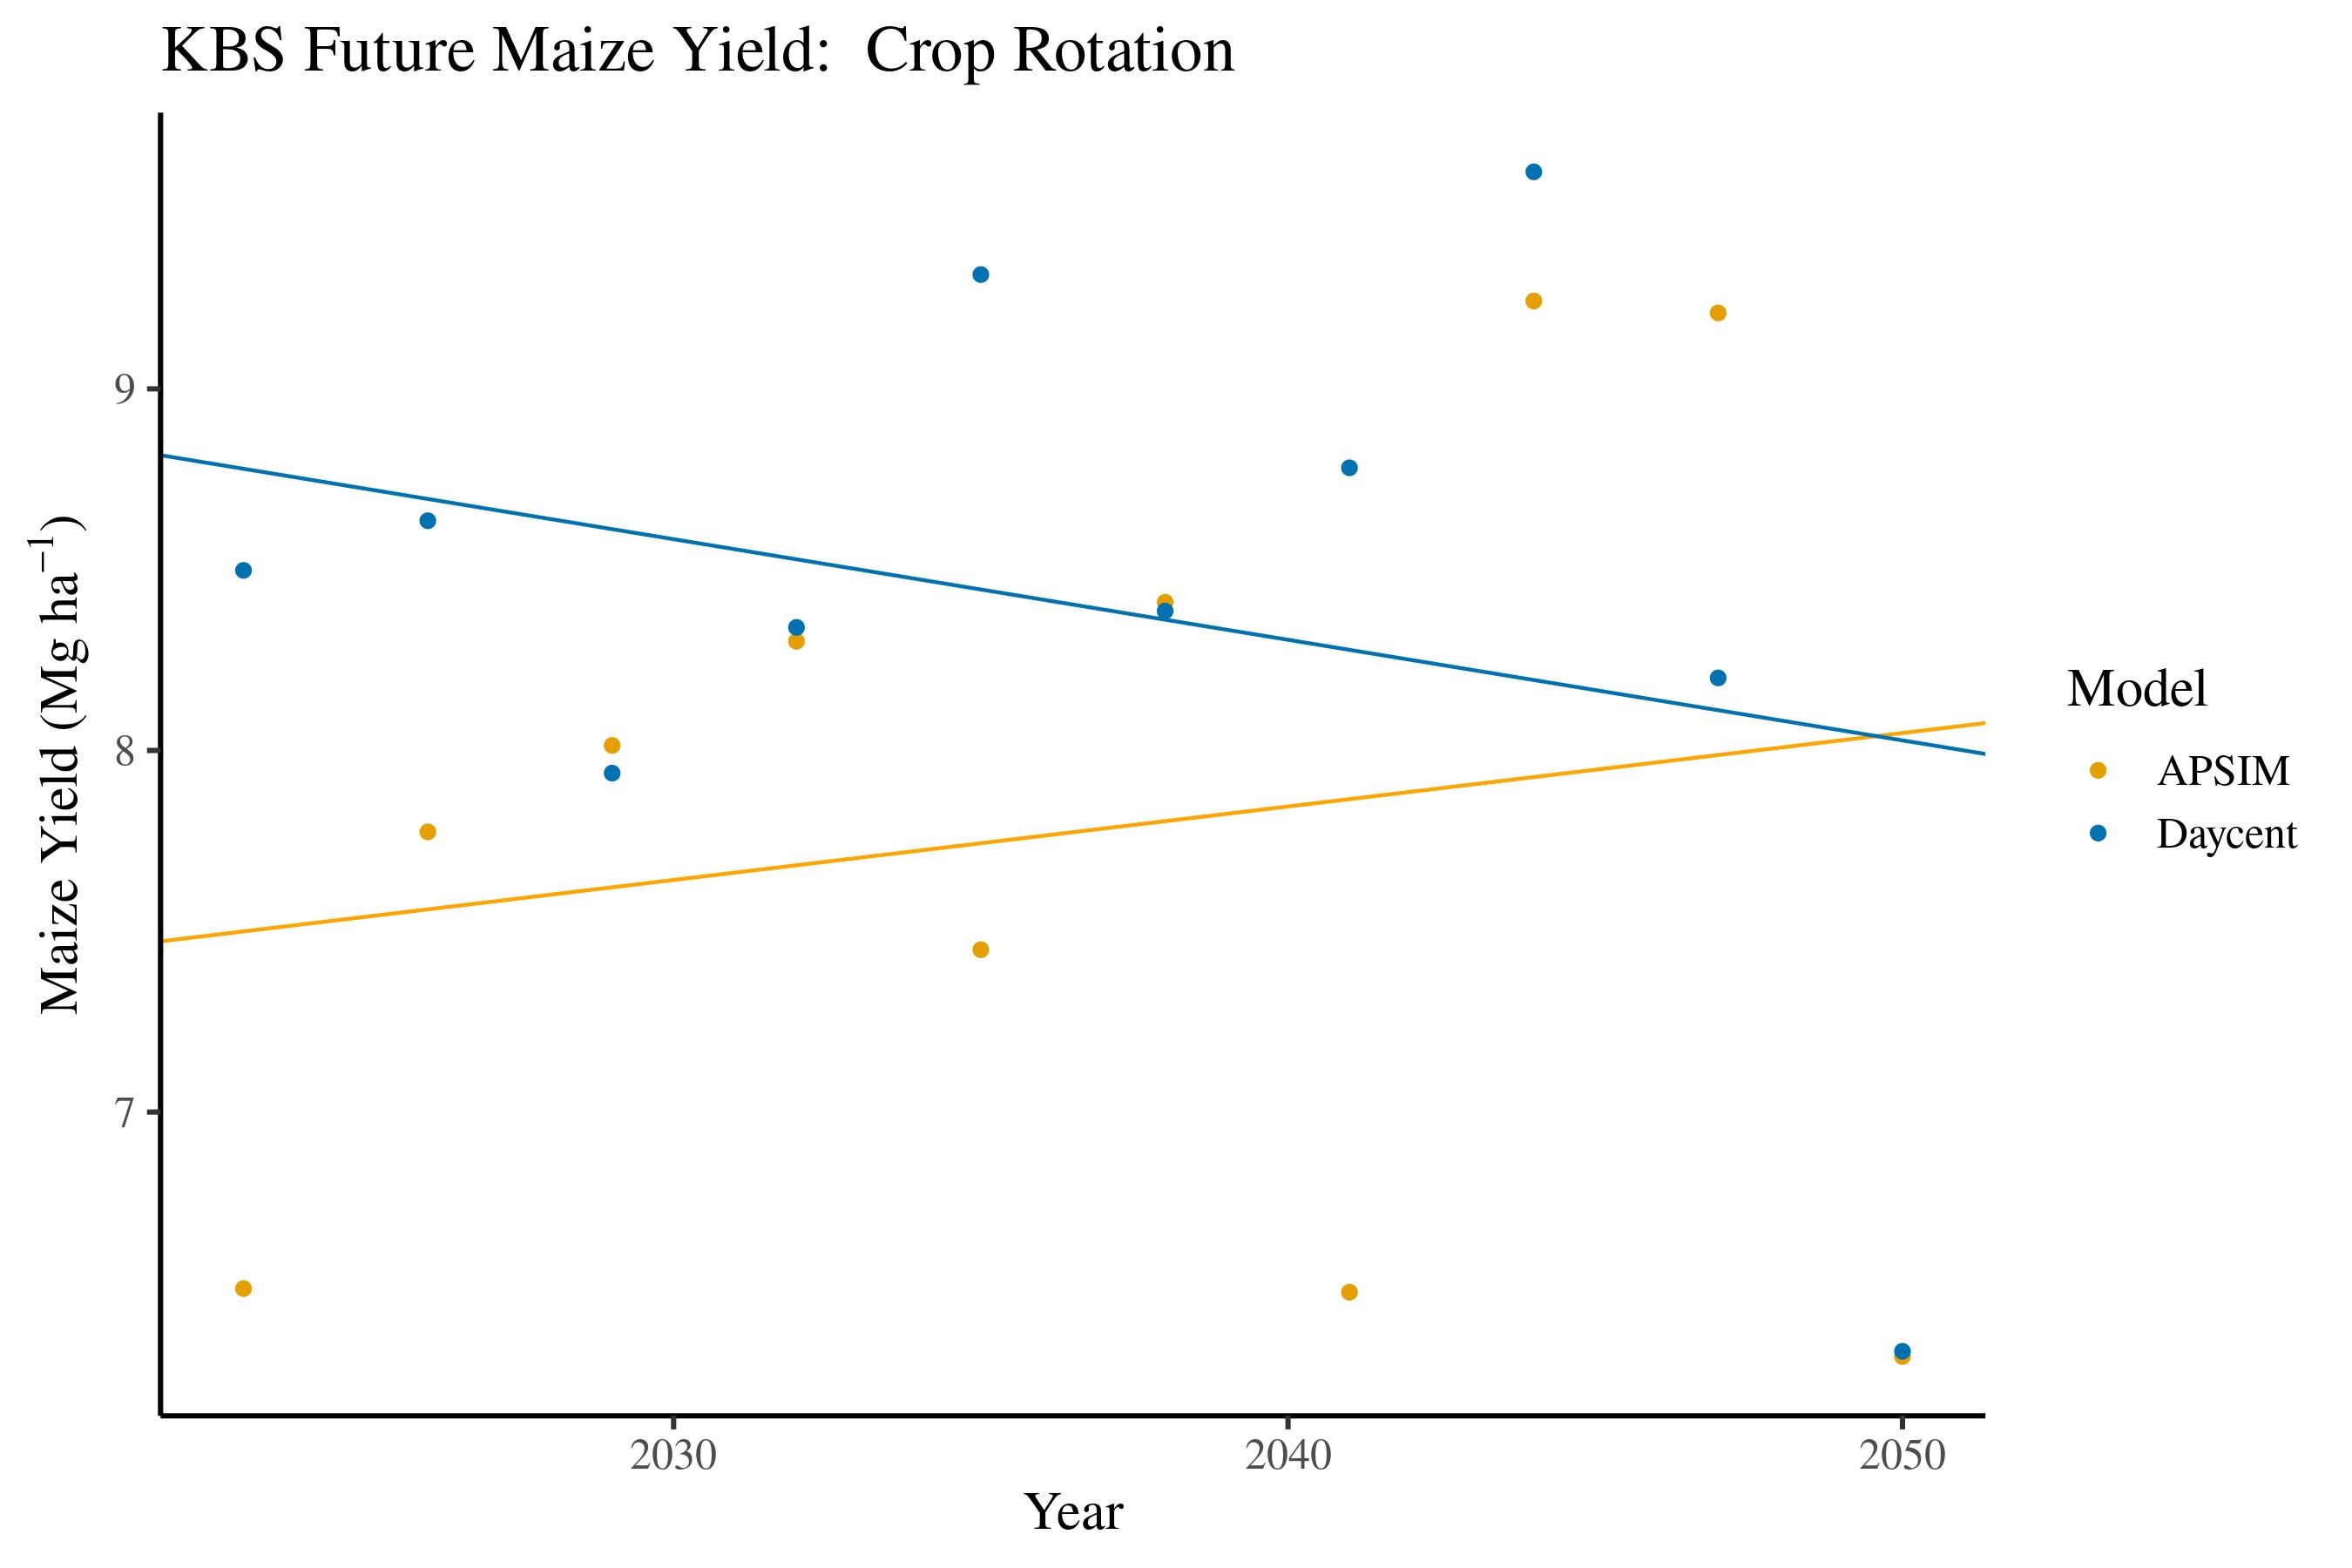 KBS Future Maize Yield:  Crop Rotation
Maize Yield (Mg ha⁻¹)
9
8
7
2030 2040 2050
Year
Model
APSIM
Daycent